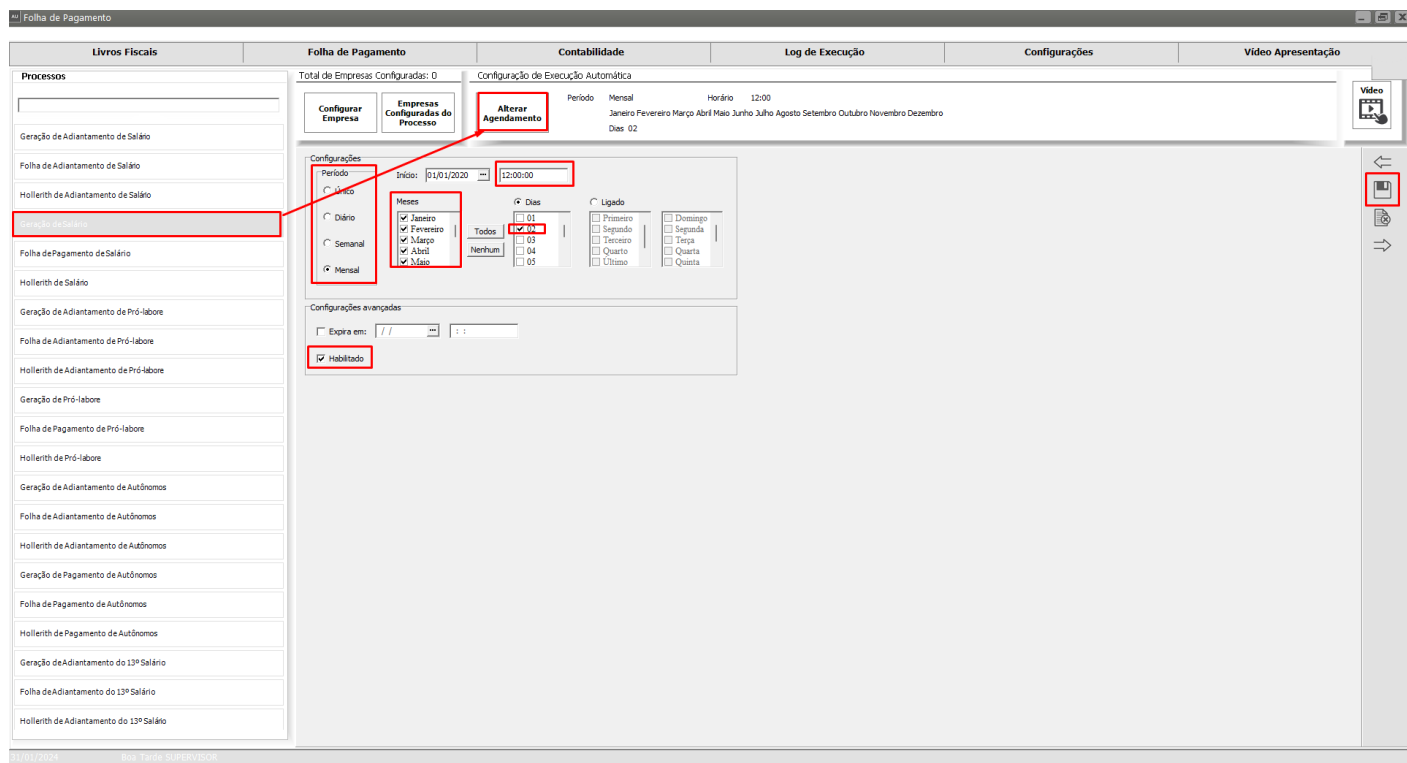 AU Folha de Pagamento
Livros Fiscais
Folha de Pagamento
Contabilidade
Log de Execução
Configurações
Vídeo Apresentação
Processos
Geração de Adiantamento de Salário
Folha de Adiantamento de Salário
Hollerith de Adiantamento de Salário
Geração de Salário
Folha de Pagamento de Salário
Hollerith de Salário
Geração de Adiantamento de Pró-labore
Folha de Adiantamento de Pró-labore
Hollerith de Adiantamento de Pró-labore
Geração de Pró-labore
Folha de Pagamento de Pró-labore
Hollerith de Pró-labore
Geração de Adiantamento de Autônomos
Folha de Adiantamento de Autônomos
Hollerith de Adiantamento de Autônomos
Geração de Pagamento de Autônomos
Folha de Pagamento de Autônomos
Hollerith de Pagamento de Autônomos
Geração de Adiantamento do 13º Salário
Folha de Adiantamento do 13º Salário
Hollerith de Adiantamento do 13º Salário
Total de Empresas Configuradas: 0
Configurar
Empresa
Empresas
Configuradas do
Processo
Configuração de Execução Automática
Alterar
Agendamento
Período Mensal Horário 12:00
Janeiro Fevereiro Março Abril Maio Junho Julho Agosto Setembro Outubro Novembro Dezembro
Dias 02
Vídeo
Configurações
Período
Único
Diário
Semanal
Mensal
Início: 01/01/2020 ... 12:00:00
Meses
Janeiro
Fevereiro
Março
Abril
Maio
Todos
Nenhum
Dias
01
02
03
04
05
Ligado
Primeiro
Segundo
Terceiro
Quarto
Último
Domingo
Segunda
Terça
Quarta
Quinta
Configurações avançadas
Expira em: / / ... : :
Habilitado
31/01/2024 Boa Tarde SUPERVISOR